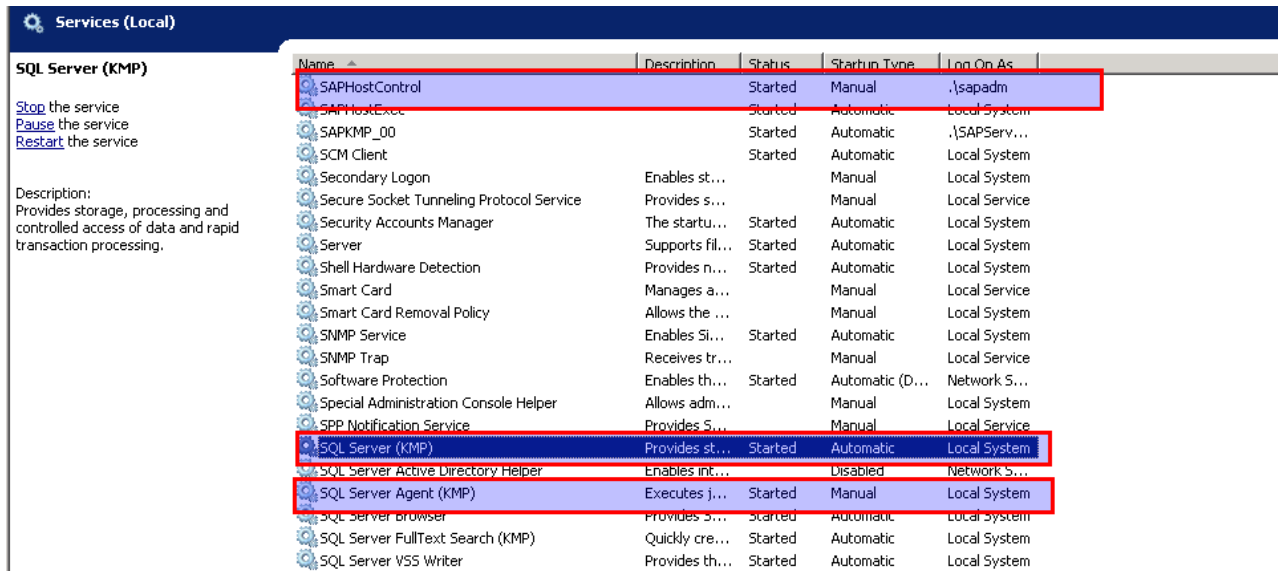 Services (Local)
SQL Server (KMP)
Stop the service
Pause the service
Restart the service
Description:
Provides storage, processing and
controlled access of data and rapid
transaction processing.
Name Description Status Startup Type Log On As
SAPHostControl Started Manual .\sapadm
SAPHostExec Started Automatic Local System
SAPKMP_00 Started Automatic .\SAPServ...
SCM Client Started Automatic Local System
Secondary Logon Enables st... Manual Local System
Secure Socket Tunneling Protocol Service Provides s... Manual Local Service
Security Accounts Manager The startu... Started Automatic Local System
Server Supports fil... Started Automatic Local System
Shell Hardware Detection Provides n... Started Automatic Local System
Smart Card Manages a... Manual Local Service
Smart Card Removal Policy Allows the ... Manual Local System
SNMP Service Enables Si... Started Automatic Local System
SNMP Trap Receives tr... Manual Local Service
Software Protection Enables th... Started Automatic (D... Network S...
Special Administration Console Helper Allows adm... Manual Local System
SPP Notification Service Provides S... Manual Local Service
SQL Server (KMP) Provides st... Started Automatic Local System
SQL Server Active Directory Helper Enables int... Disabled Network S...
SQL Server Agent (KMP) Executes j... Started Manual Local System
SQL Server Browser Provides S... Started Automatic Local System
SQL Server FullText Search (KMP) Quickly cre... Started Automatic Local System
SQL Server VSS Writer Provides th... Started Automatic Local System